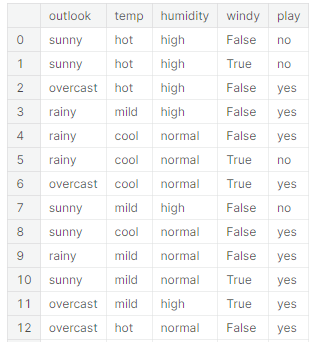 outlook temp humidity windy play
0 sunny hot high False no
1 sunny hot high True no
2 overcast hot high False yes
3 rainy mild high False yes
4 rainy cool normal False yes
5 rainy cool normal True no
6 overcast cool normal True yes
7 sunny mild high False no
8 sunny cool normal False yes
9 rainy mild normal False yes
10 sunny mild normal True yes
11 overcast mild high True yes
12 overcast hot normal False yes